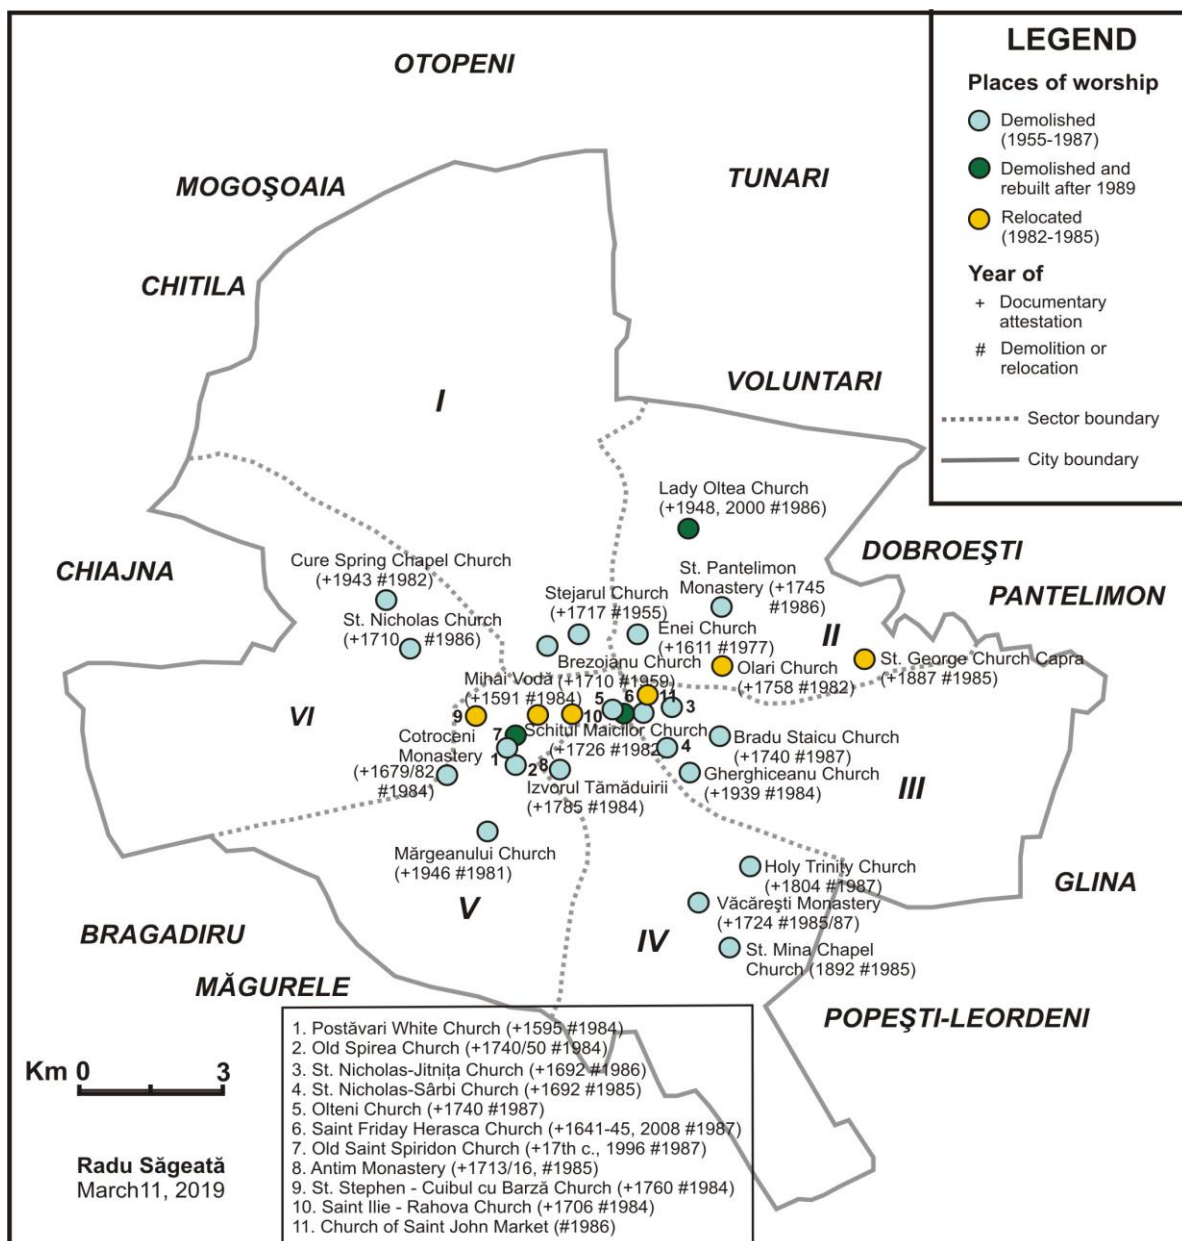 OTOPENI
MOGOŞOAIA
TUNARI
CHITILA
VOLUNTARI
I
LEGEND
Places of worship
Demolished
(1955-1987)
Demolished and
rebuilt after 1989
Relocated
(1982-1985)
Year of
+ Documentary
attestation
# Demolition or
relocation
Sector boundary
City boundary
Lady Oltea Church
(+1948, 2000 #1986)
DOBROEŞTI
CHIAJNA
PANTELIMON
Cure Spring Chapel Church
(+1943 #1982)
St. Nicholas Church
(+1710 #1986)
Stejarul Church
(+1717 #1955)
St. Pantelimon
Monastery (+1745
#1986)
Enei Church
(+1611 #1977)
II
Brezoianu Church
(+1710 #1959)
Olari Church
(+1758 #1982)
St. George Church Capra
(+1887 #1985)
Mihai Vodă
(+1591 #1984)
VI
5
6
11
3
9
10
7
Cotroceni
Monastery
(+1679/82
#1984)
1
2
8
4
Schitul Maicilor Church
(+1726 #1982
Bradu Staicu Church
(+1740 #1987)
Izvorul Tămăduirii
(+1785 #1984)
Gherghiceanu Church
(+1939 #1984)
III
Mărgeanului Church
(+1946 #1981)
V
Holy Trinity Church
(+1804 #1987)
GLINA
Văcăreşti Monastery
(+1724 #1985/87)
IV
St. Mina Chapel
Church (1892 #1985)
BRAGADIRU
MĂGURELE
POPEŞTI-LEORDENI
1. Postăvari White Church (+1595 #1984)
2. Old Spirea Church (+1740/50 #1984)
3. St. Nicholas-Jitnița Church (+1692 #1986)
4. St. Nicholas-Sârbi Church (+1692 #1985)
5. Olteni Church (+1740 #1987)
6. Saint Friday Herasca Church (+1641-45, 2008 #1987)
7. Old Saint Spiridon Church (+17th c., 1996 #1987)
8. Antim Monastery (+1713/16, #1985)
9. St. Stephen - Cuibul cu Barză Church (+1760 #1984)
10. Saint Ilie - Rahova Church (+1706 #1984)
11. Church of Saint John Market (#1986)
Km 0 3
Radu Săgeată
March11, 2019